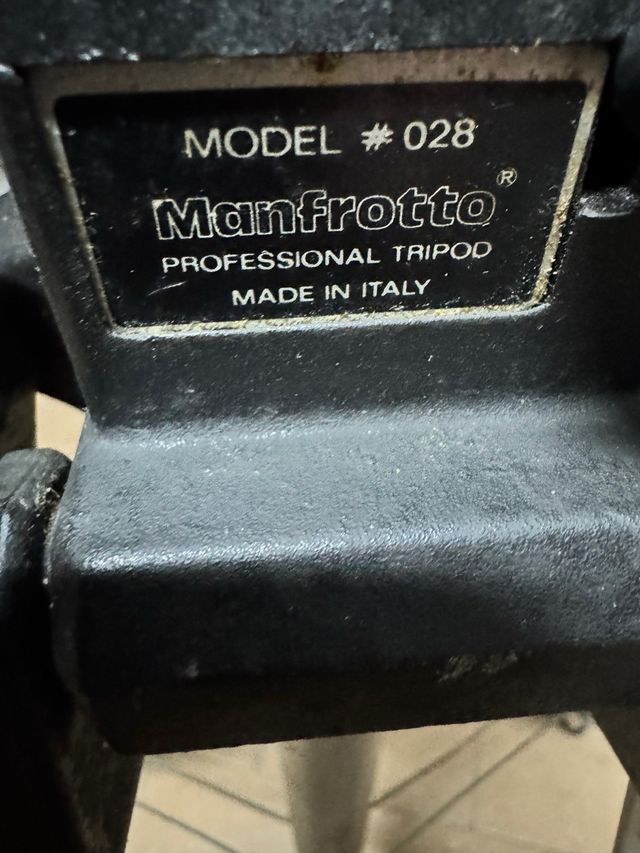 MODEL # 028
Manfrotto®
PROFESSIONAL TRIPOD
MADE IN ITALY